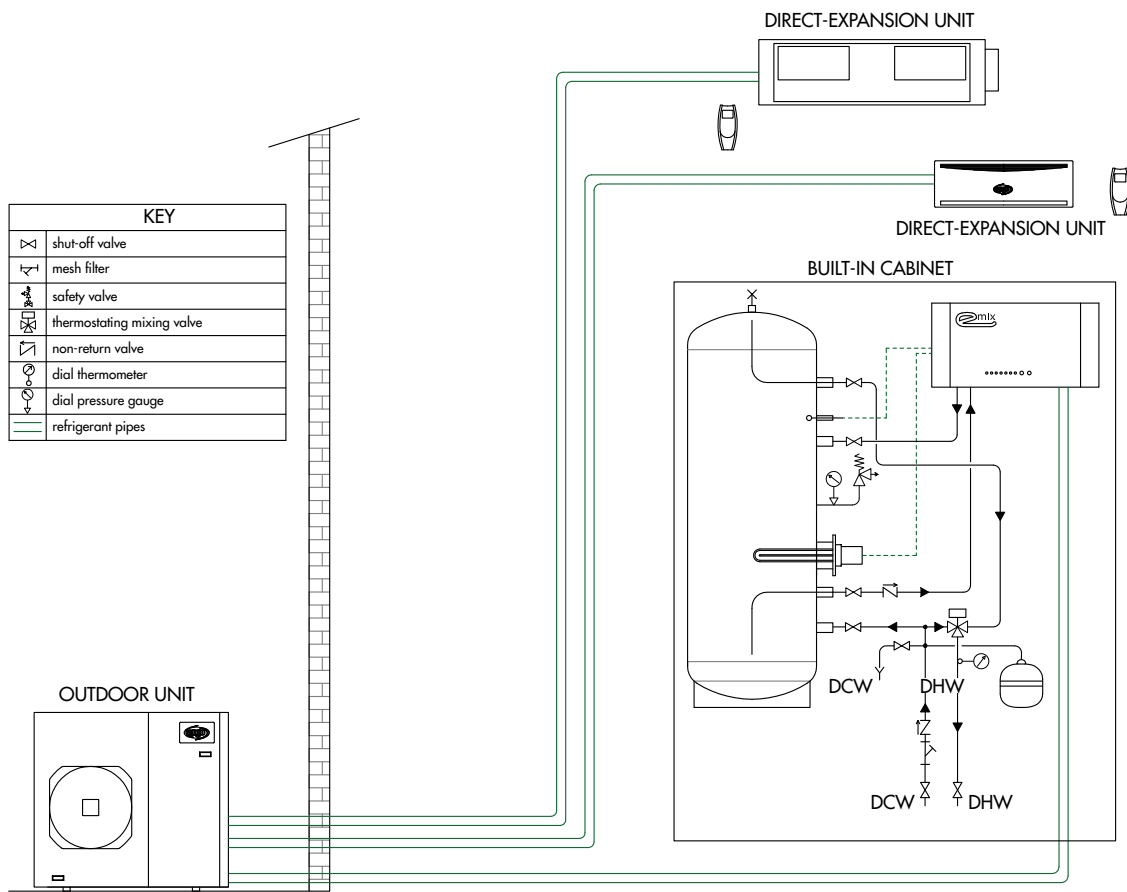 DIRECT-EXPANSION UNIT
DIRECT-EXPANSION UNIT
KEY
shut-off valve
mesh filter
safety valve
thermostating mixing valve
non-return valve
dial thermometer
dial pressure gauge
refrigerant pipes
BUILT-IN CABINET
mix
OUTDOOR UNIT
DCW DHW
DCW DHW